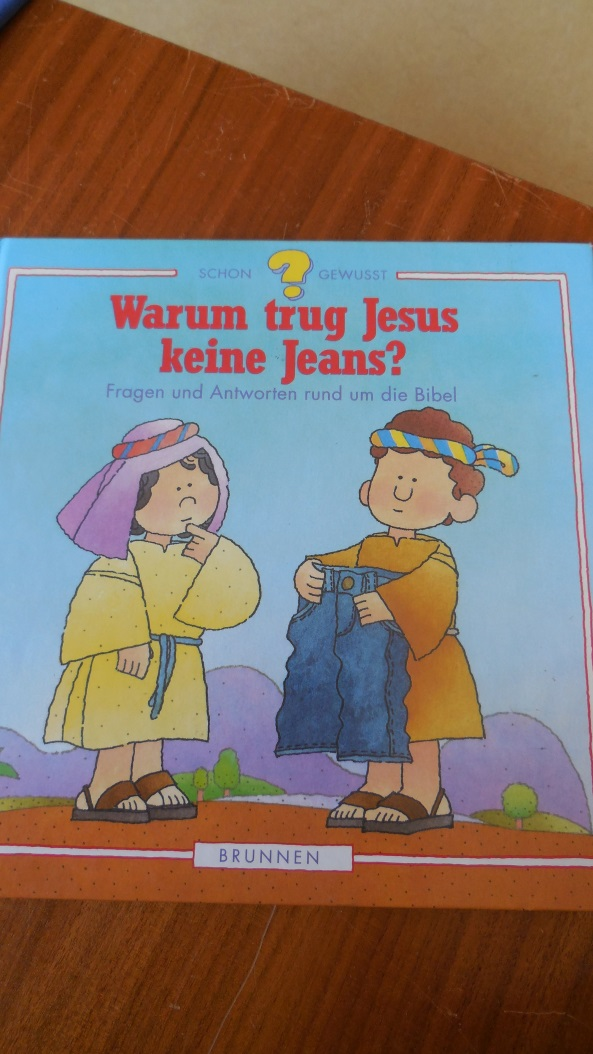 SCHON ? GEWUSST
Warum trug Jesus
keine Jeans?
Fragen und Antworten rund um die Bibel
BRUNNEN